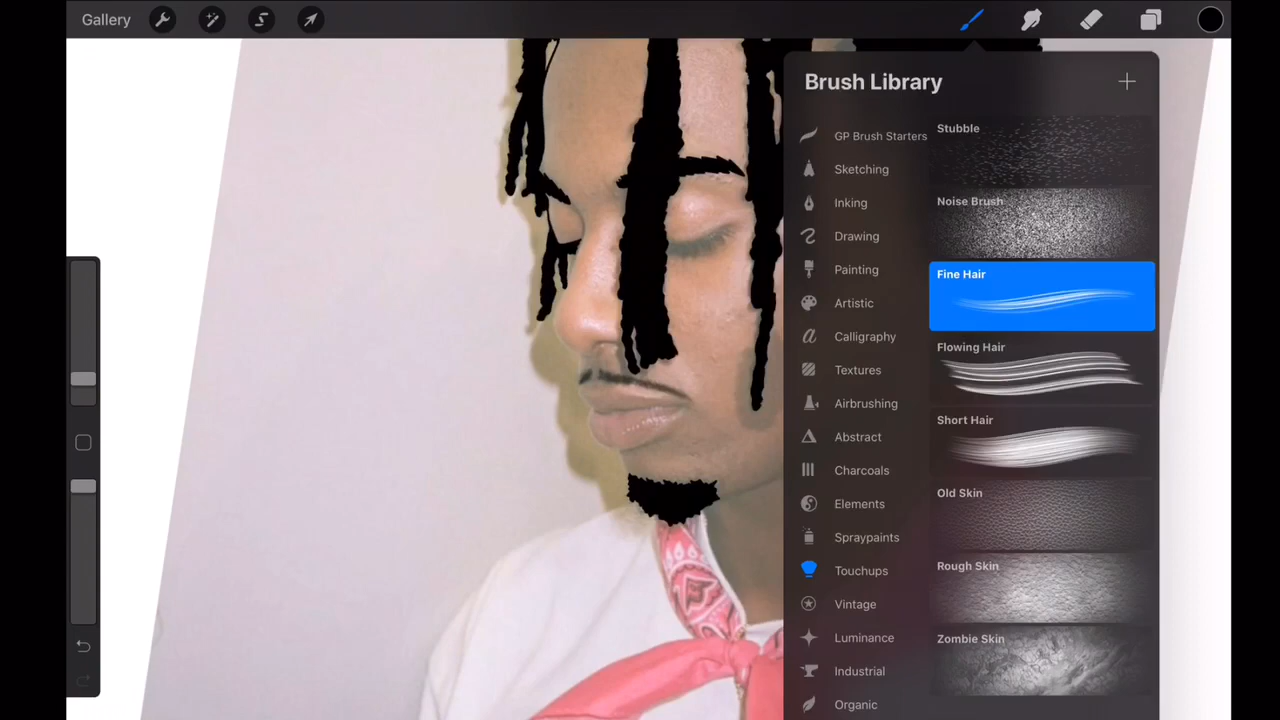 Gallery
Brush Library
GP Brush Starters
Sketching
Inking
Drawing
Painting
Artistic
Calligraphy
Textures
Airbrushing
Abstract
Charcoals
Elements
Spraypaints
Touchups
Vintage
Luminance
Industrial
Organic
Stubble
Noise Brush
Fine Hair
Flowing Hair
Short Hair
Old Skin
Rough Skin
Zombie Skin